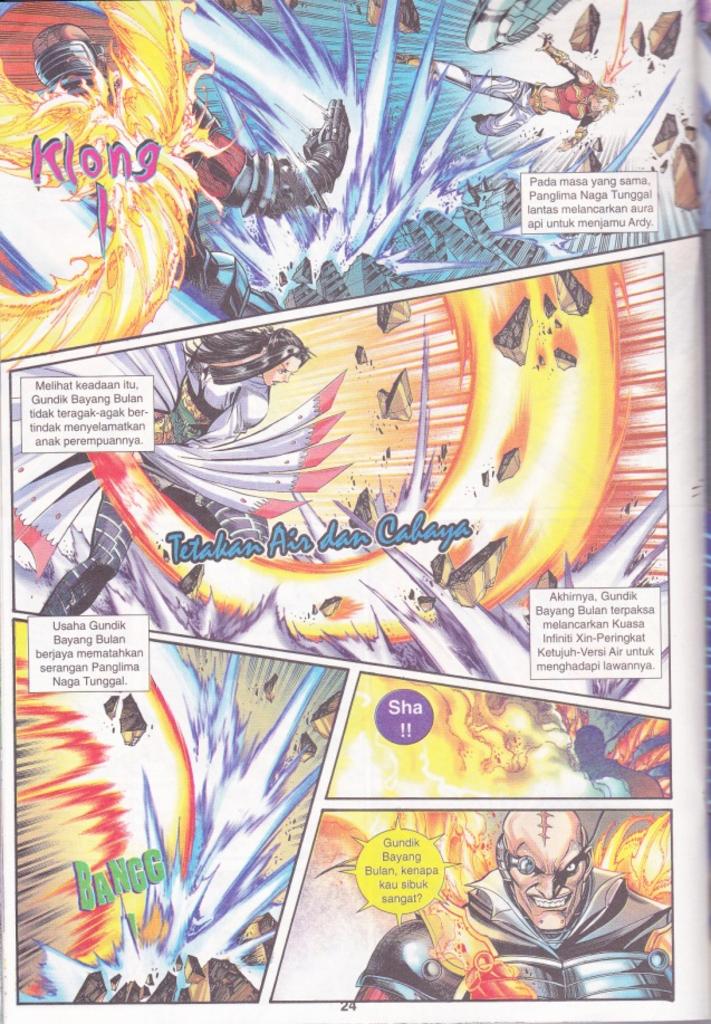 Klong
!
Pada masa yang sama,
Panglima Naga Tunggal
lantas melancarkan aura
api untuk menjamu Ardy.
Melihat keadaan itu,
Gundik Bayang Bulan
tidak teragak-agak ber-
tindak menyelamatkan
anak perempuannya.
Tetakan Air dan Cahaya
Akhirnya, Gundik
Bayang Bulan terpaksa
melancarkan Kuasa
Infiniti Xin-Peringkat
Ketujuh-Versi Air untuk
menghadapi lawannya.
Usaha Gundik
Bayang Bulan
berjaya mematahkan
serangan Panglima
Naga Tunggal.
BANGG
!
Sha
!!
Gundik
Bayang
Bulan, kenapa
kau sibuk
sangat?
24